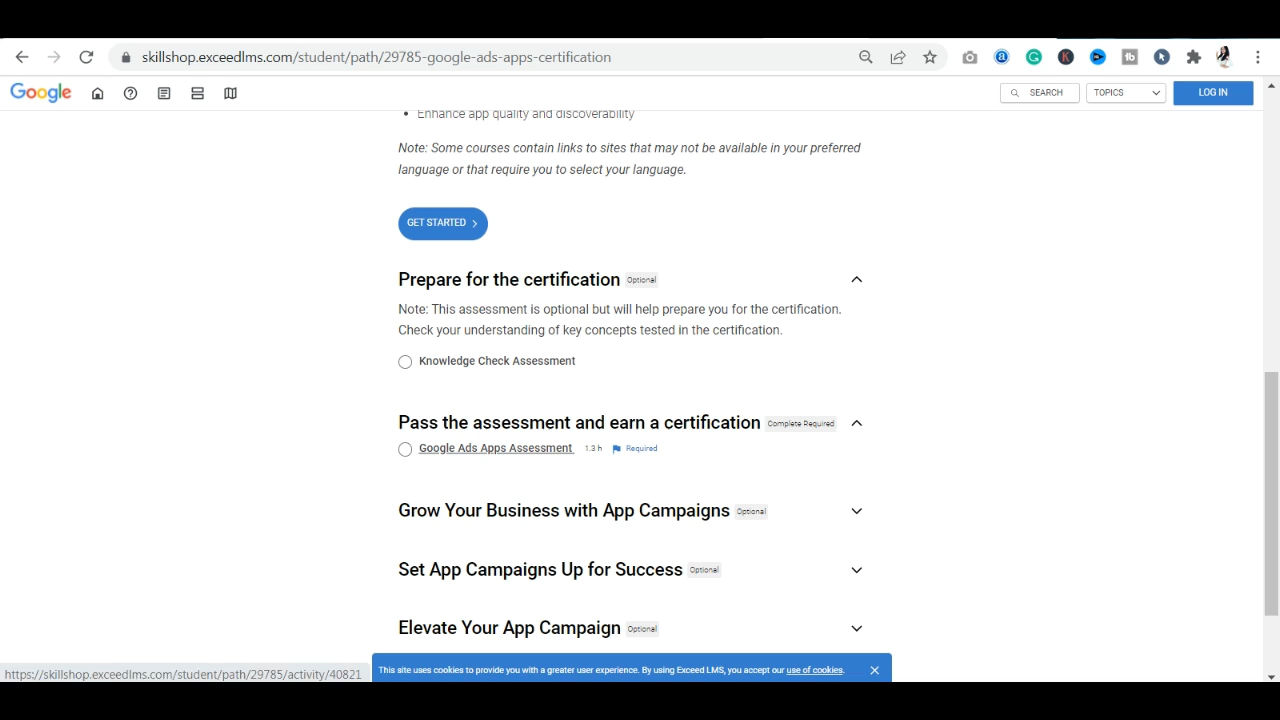 skillshop.exceedlms.com/student/path/29785-google-ads-apps-certification
Google
SEARCH
TOPICS
LOG IN
Enhance app quality and discoverability
Note: Some courses contain links to sites that may not be available in your preferred
language or that require you to select your language.
GET STARTED
Prepare for the certification Optional
Note: This assessment is optional but will help prepare you for the certification.
Check your understanding of key concepts tested in the certification.
Knowledge Check Assessment
Pass the assessment and earn a certification Complete Required
Google Ads Apps Assessment 1.3 h Required
Grow Your Business with App Campaigns Optional
Set App Campaigns Up for Success Optional
Elevate Your App Campaign Optional
This site uses cookies to provide you with a greater user experience. By using Exceed LMS, you accept our use of cookies.
https://skillshop.exceedlms.com/student/path/29785/activity/40821